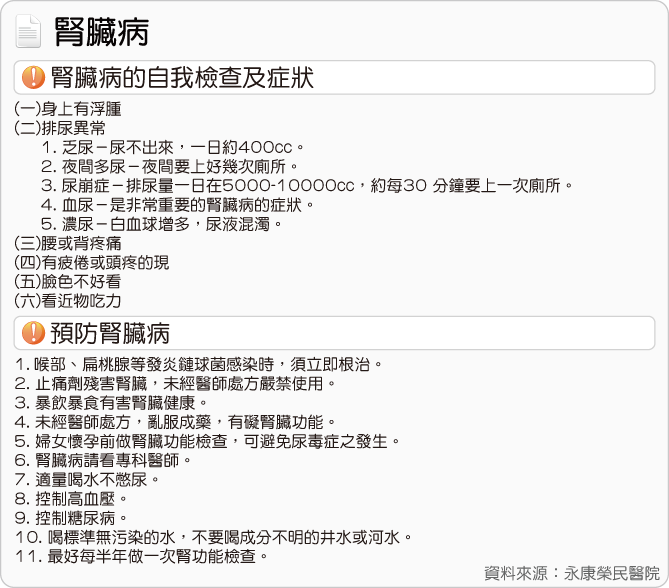 腎臟病
腎臟病的自我檢查及症狀
(一)身上有浮腫
(二)排尿異常
1. 乏尿－尿不出來，一日約400cc。
2. 夜間多尿－夜間要上好幾次廁所。
3. 尿崩症－排尿量一日在5000-10000cc，約每30 分鐘要上一次廁所。
4. 血尿－是非常重要的腎臟病的症狀。
5. 濃尿－白血球增多，尿液混濁。
(三)腰或背疼痛
(四)有疲倦或頭疼的現
(五)臉色不好看
(六)看近物吃力
預防腎臟病
1. 喉部、扁桃腺等發炎鏈球菌感染時，須立即根治。
2. 止痛劑殘害腎臟，未經醫師處方嚴禁使用。
3. 暴飲暴食有害腎臟健康。
4. 未經醫師處方，亂服成藥，有礙腎臟功能。
5. 婦女懷孕前做腎臟功能檢查，可避免尿毒症之發生。
6. 腎臟病請看專科醫師。
7. 適量喝水不憋尿。
8. 控制高血壓。
9. 控制糖尿病。
10. 喝標準無污染的水，不要喝成分不明的井水或河水。
11. 最好每半年做一次腎功能檢查。
資料來源：永康榮民醫院